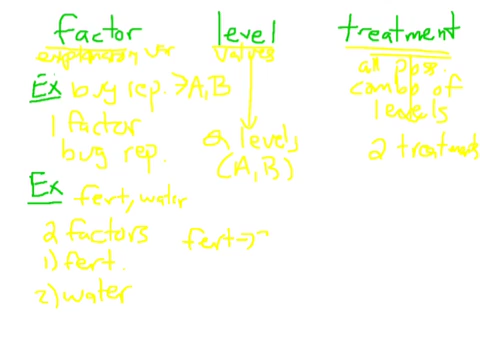 factor level treatment
explanatory var values all poss.
combo of
levels
Ex bug rep. → A, B
1 factor
bug rep.
2 levels
(A, B)
2 treatments
Ex fert, water
2 factors
1) fert.
2) water
fert →